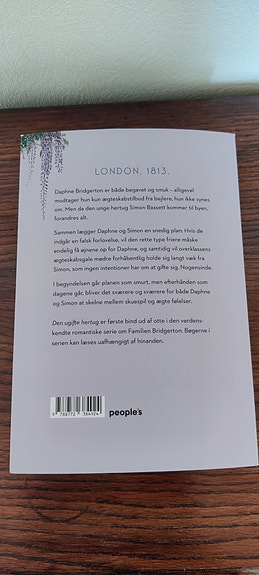 LONDON, 1813.
Daphne Bridgerton er både begavet og smuk - alligevel
modtager hun kun ægteskabstilbud fra bejlere, hun ikke synes
om. Men da den unge hertug Simon Bassett kommer til byen,
forandres alt.
Sammen lægger Daphne og Simon en snedig plan: Hvis de
indgår en falsk forlovelse, vil den rette type friere måske
endelig få øjnene op for Daphne, og samtidig vil overklassens
ægteskabsgale mødre forhåbentlig holde sig langt væk fra
Simon, som ingen intentioner har om at gifte sig. Nogensinde.
I begyndelsen går planen som smurt, men efterhånden som
dagene går, bliver det sværere og sværere for både Daphne
og Simon at skelne mellem skuespil og ægte følelser.
Den ugifte hertug er første bind ud af otte i den verdens-
kendte romantiske serie om Familien Bridgerton. Bøgerne i
serien kan læses uafhængigt af hinanden.
9 788772 384924
people's